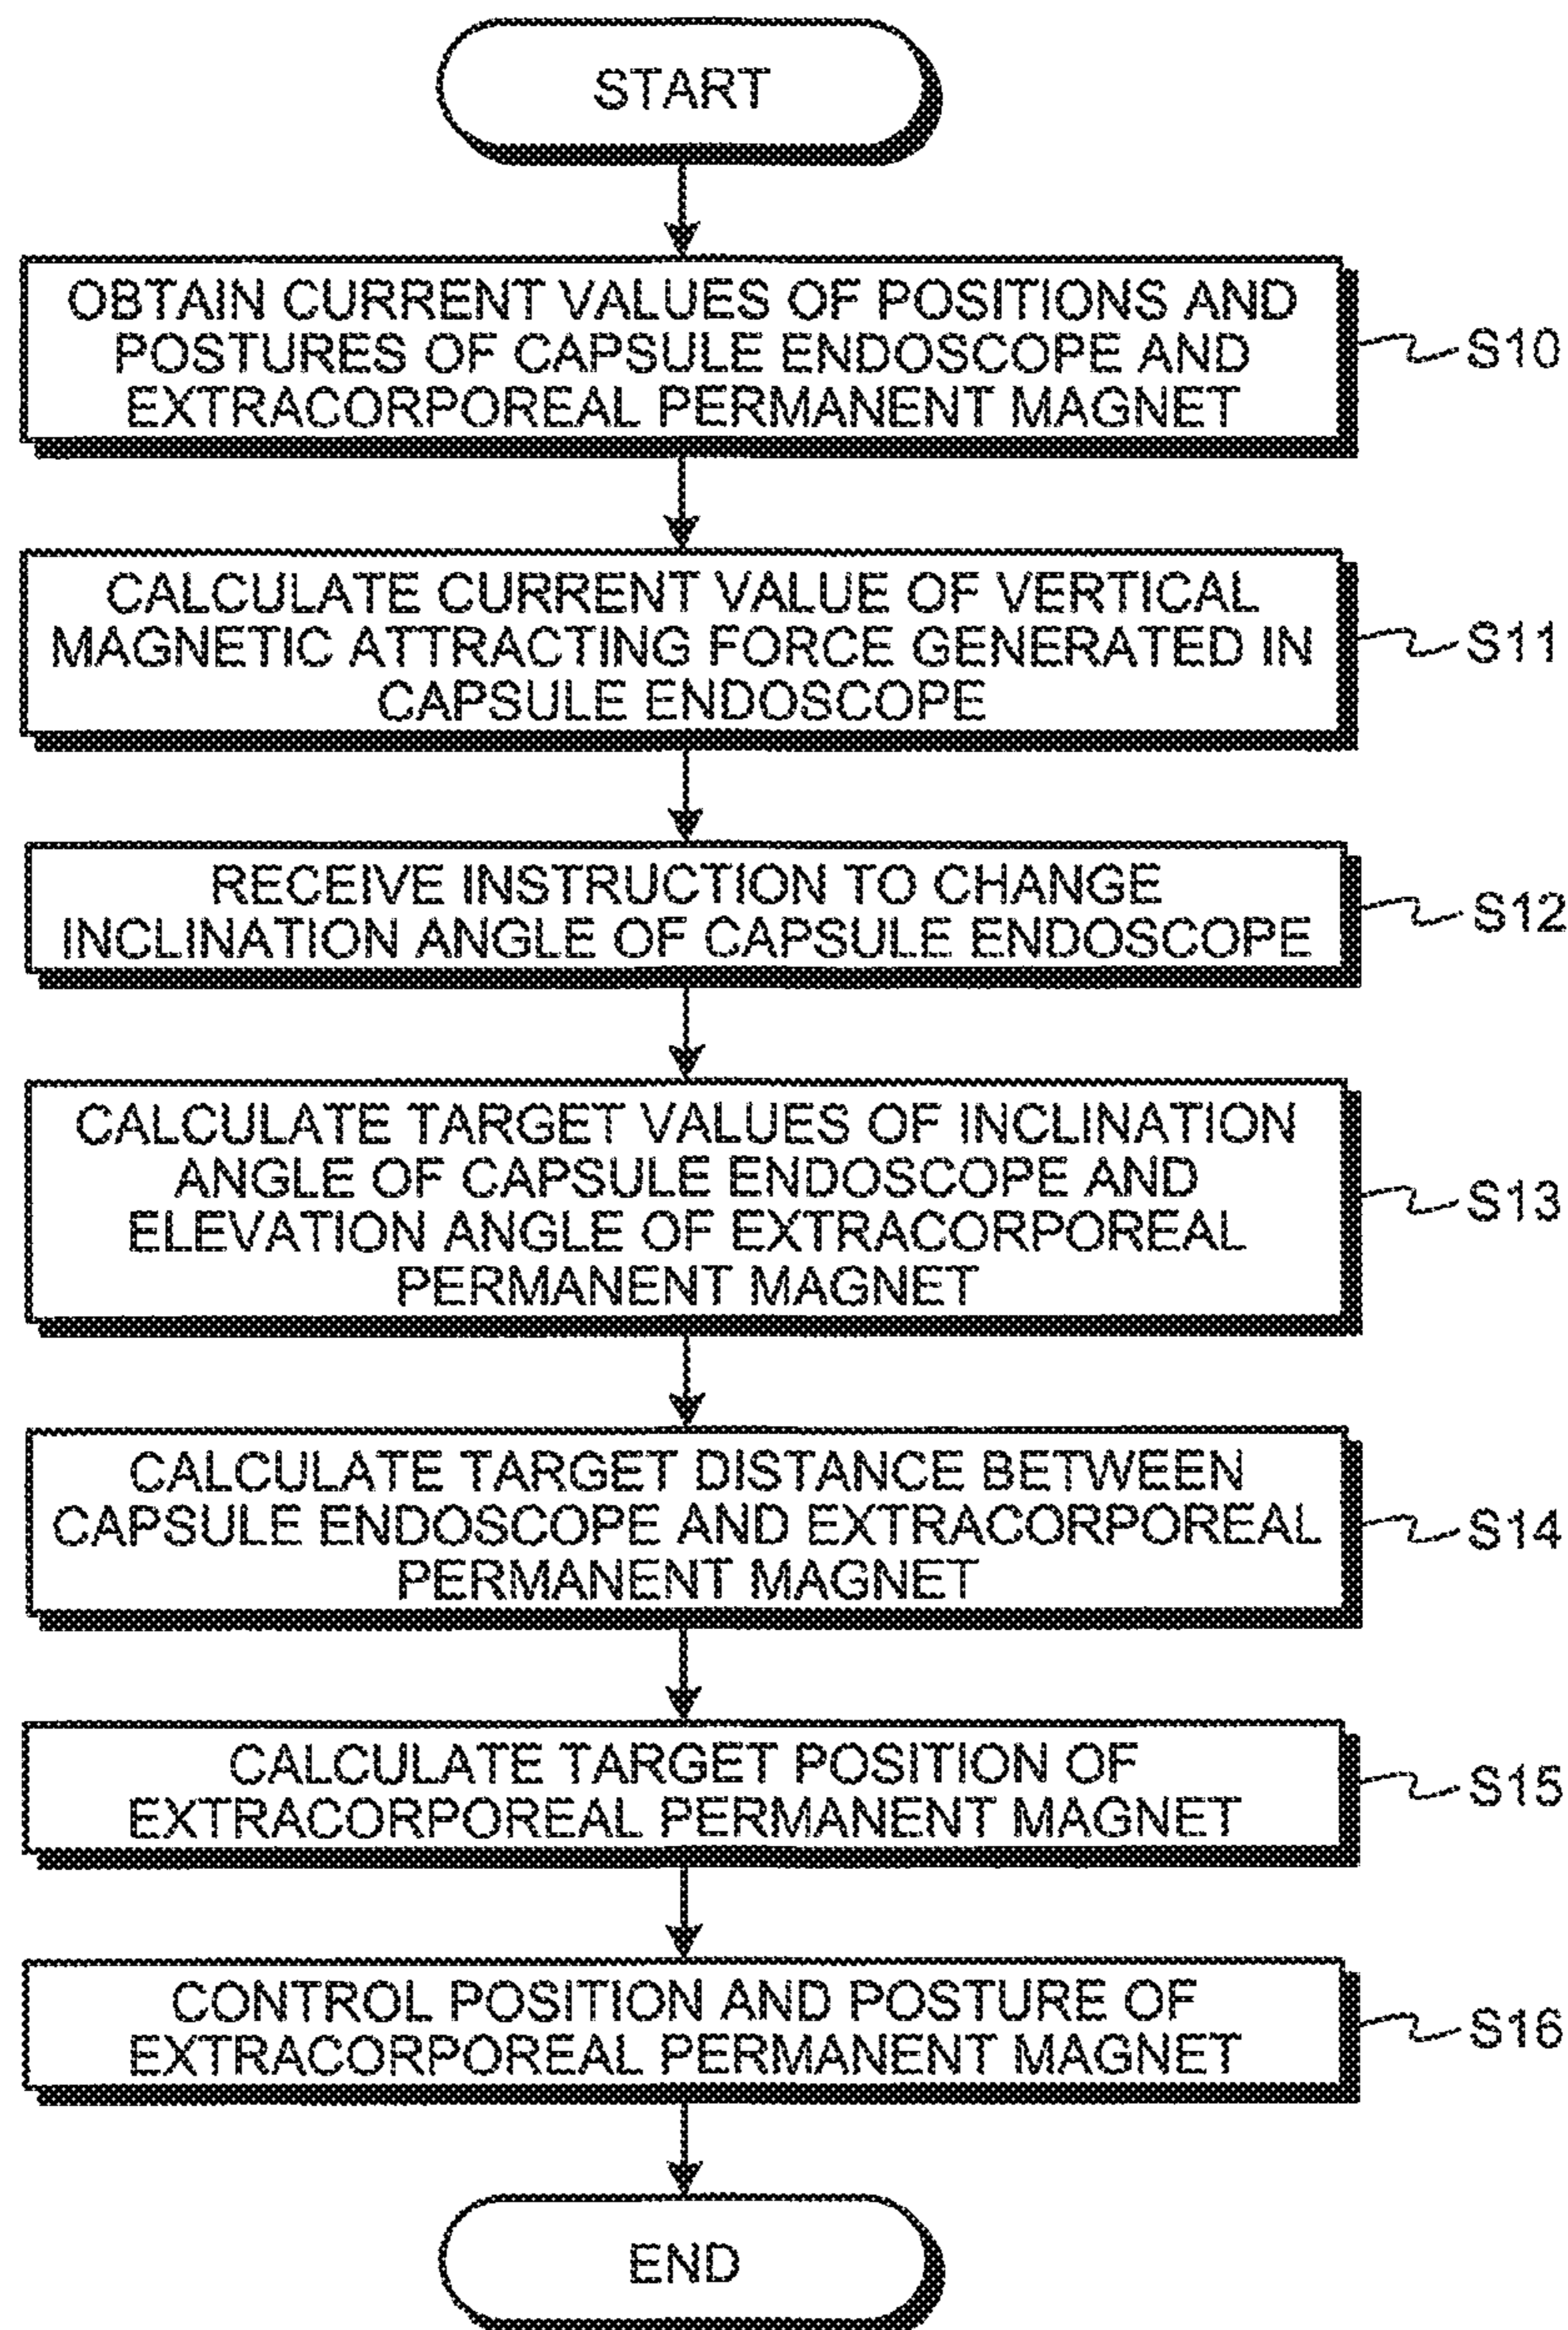 START
OBTAIN CURRENT VALUES OF POSITIONS AND
POSTURES OF CAPSULE ENDOSCOPE AND
EXTRACORPOREAL PERMANENT MAGNET
S10
CALCULATE CURRENT VALUE OF VERTICAL
MAGNETIC ATTRACTING FORCE GENERATED IN
CAPSULE ENDOSCOPE
S11
RECEIVE INSTRUCTION TO CHANGE
INCLINATION ANGLE OF CAPSULE ENDOSCOPE
S12
CALCULATE TARGET VALUES OF INCLINATION
ANGLE OF CAPSULE ENDOSCOPE AND
ELEVATION ANGLE OF EXTRACORPOREAL
PERMANENT MAGNET
S13
CALCULATE TARGET DISTANCE BETWEEN
CAPSULE ENDOSCOPE AND EXTRACORPOREAL
PERMANENT MAGNET
S14
CALCULATE TARGET POSITION OF
EXTRACORPOREAL PERMANENT MAGNET
S15
CONTROL POSITION AND POSTURE OF
EXTRACORPOREAL PERMANENT MAGNET
S16
END